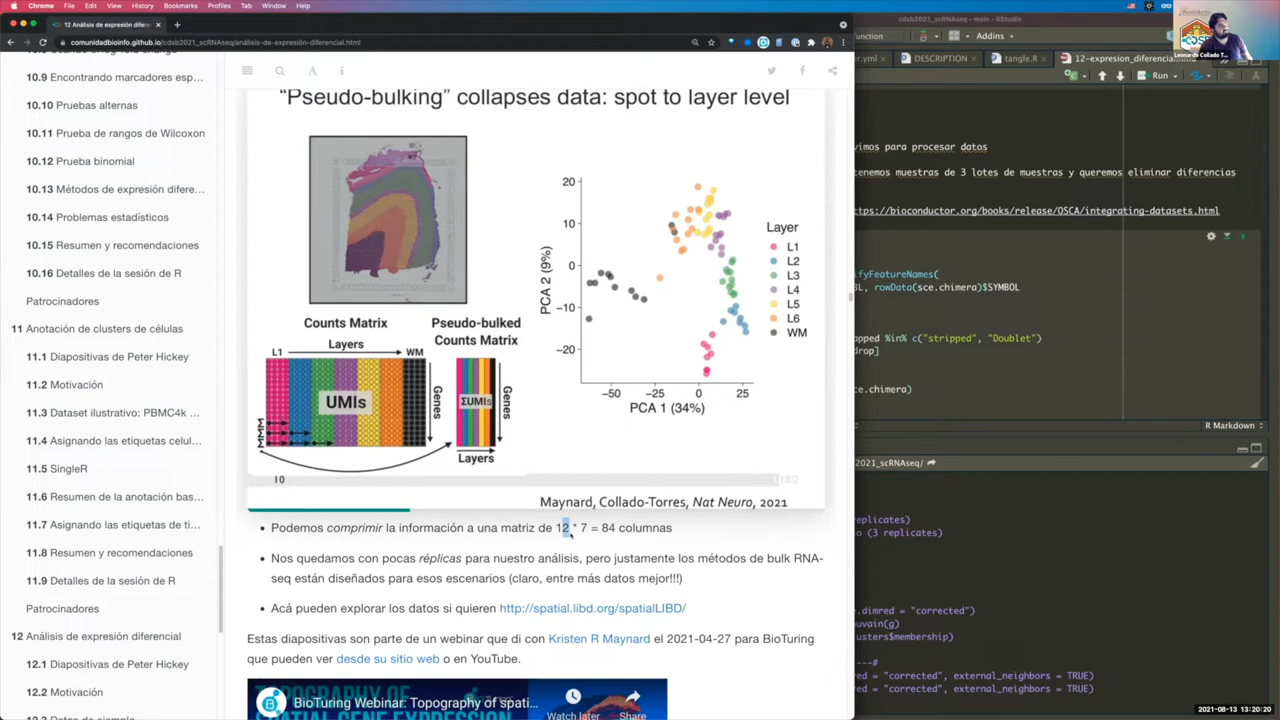 Chrome File Edit View History Bookmarks Profiles Tab Window Help
12 Análisis de expresión difere
cdsb2021_scRNAseq - main - RStudio
comunidadbioinfo.github.io/cdsb2021_scRNAseq/análisis-de-expresión-diferencial.html
Addins
Leonardo Collado T...
DESCRIPTION
tangle.R
12-expresion_diferencial.Rmd
Run
10.9 Encontrando marcadores esp...
10.10 Pruebas alternas
10.11 Prueba de rangos de Wilcoxon
10.12 Prueba binomial
10.13 Métodos de expresión difere...
10.14 Problemas estadísticos
10.15 Resumen y recomendaciones
10.16 Detalles de la sesión de R
Patrocinadores
11 Anotación de clusters de células
11.1 Diapositivas de Peter Hickey
11.2 Motivación
11.3 Dataset ilustrativo: PBMC4k ...
11.4 Asignando las etiquetas celul...
11.5 SingleR
11.6 Resumen de la anotación bas...
11.7 Asignando las etiquetas de ti...
11.8 Resumen y recomendaciones
11.9 Detalles de la sesión de R
Patrocinadores
12 Análisis de expresión diferencial
12.1 Diapositivas de Peter Hickey
12.2 Motivación
12.3 Datos de ejemplo
“Pseudo-bulking” collapses data: spot to layer level
Counts Matrix
Pseudo-bulked
Counts Matrix
L1 Layers WM
UMIs
Genes
ΣUMIs
Genes
Layers
PCA 2 (9%)
20
10
0
−10
−20
−50 −25 0 25
PCA 1 (34%)
Layer
L1
L2
L3
L4
L5
L6
WM
10
LIBD
Maynard, Collado-Torres, Nat Neuro, 2021
• Podemos comprimir la información a una matriz de 12 * 7 = 84 columnas
• Nos quedamos con pocas réplicas para nuestro análisis, pero justamente los métodos de bulk RNA-
seq están diseñados para esos escenarios (claro, entre más datos mejor!!!)
• Acá pueden explorar los datos si quieren http://spatial.libd.org/spatialLIBD/
Estas diapositivas son parte de un webinar que di con Kristen R Maynard el 2021-04-27 para BioTuring
que pueden ver desde su sitio web o en YouTube.
BioTuring Webinar: Topography of spati...
Watch later Share
vimos para procesar datos
tenemos muestras de 3 lotes de muestras y queremos eliminar diferencias
ttps://bioconductor.org/books/release/OSCA/integrating-datasets.html
ifyFeatureNames(
BL, rowData(sce.chimera)$SYMBOL
apped %in% c("stripped", "Doublet")
drop]
.chimera)
R Markdown
2021_scRNAseq/
replicates)
o (3 replicates)
e.dimred = "corrected")
ouvain(g)
usters$membership)
---#
ed = "corrected", external_neighbors = TRUE)
ed = "corrected", external_neighbors = TRUE)
2021-08-13 13:20:20